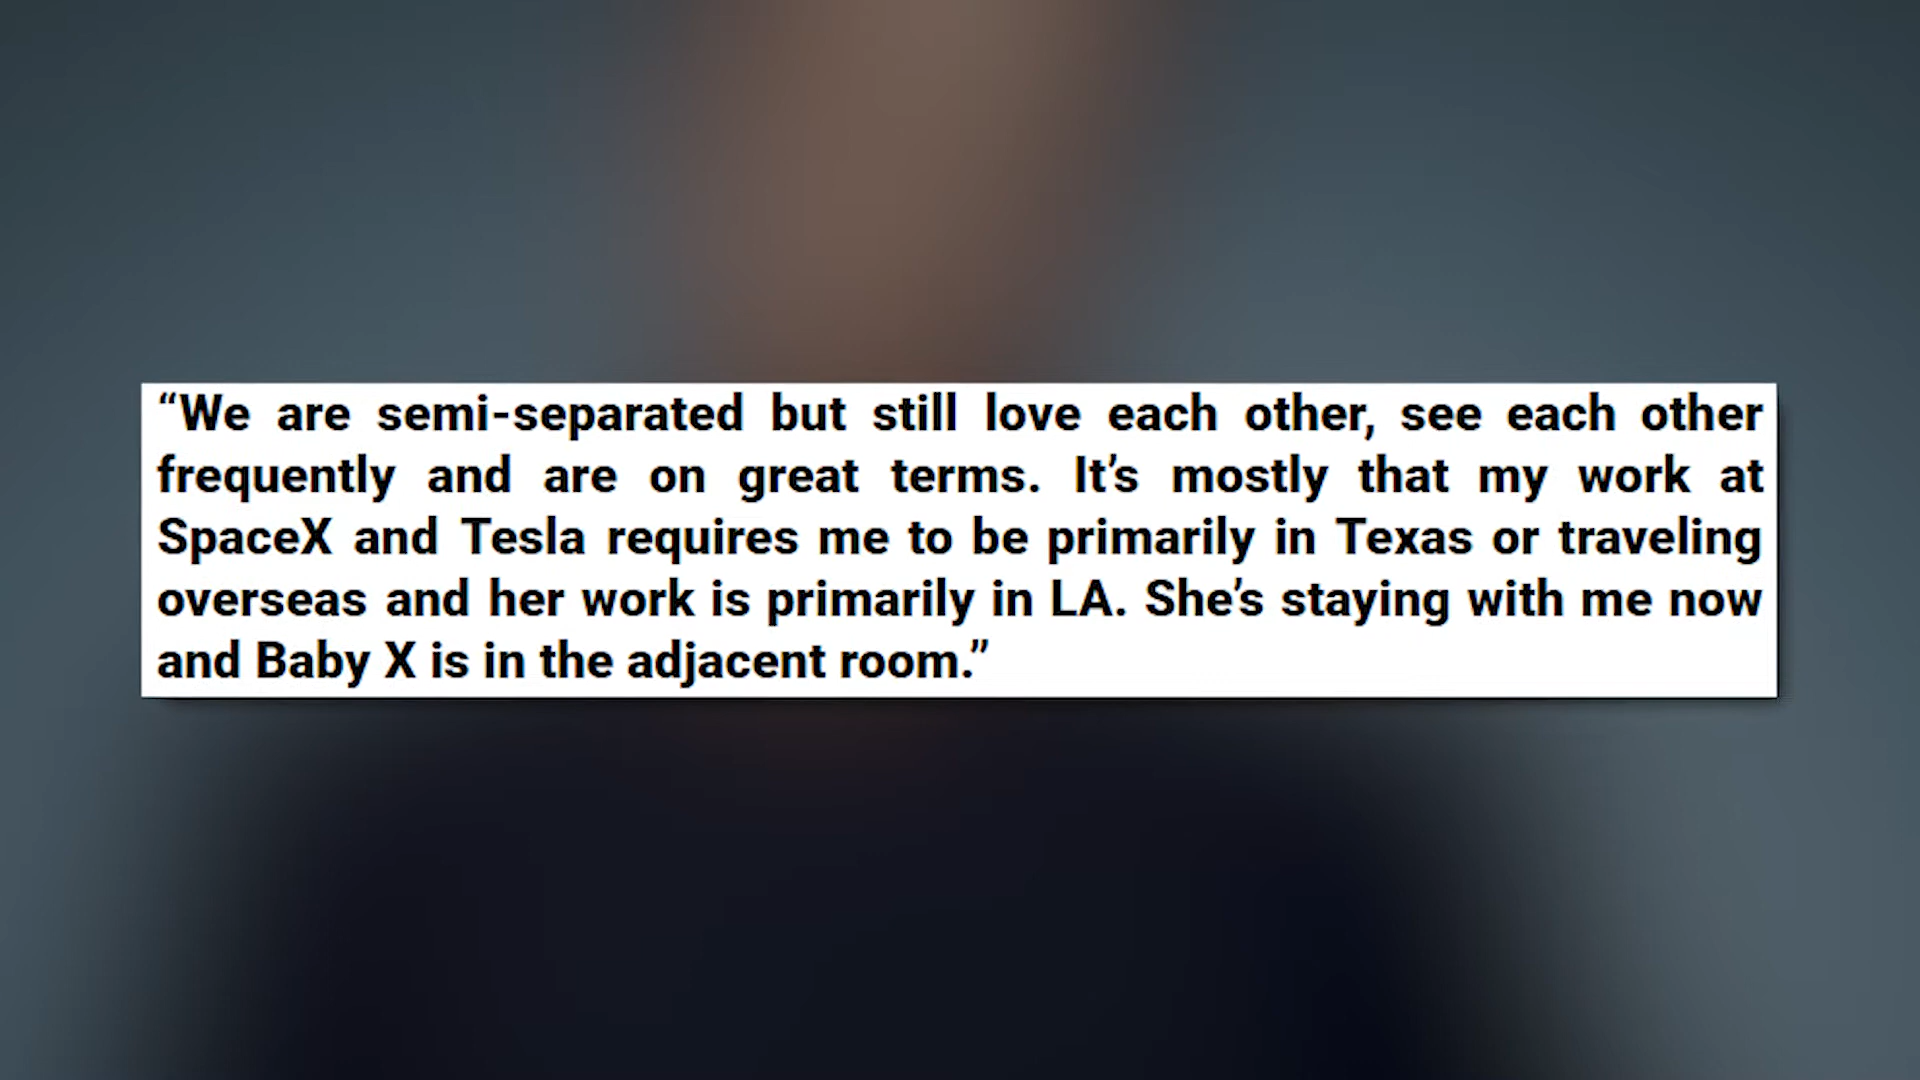 “We are semi-separated but still love each other, see each other
frequently and are on great terms. It’s mostly that my work at
SpaceX and Tesla requires me to be primarily in Texas or traveling
overseas and her work is primarily in LA. She’s staying with me now
and Baby X is in the adjacent room.”